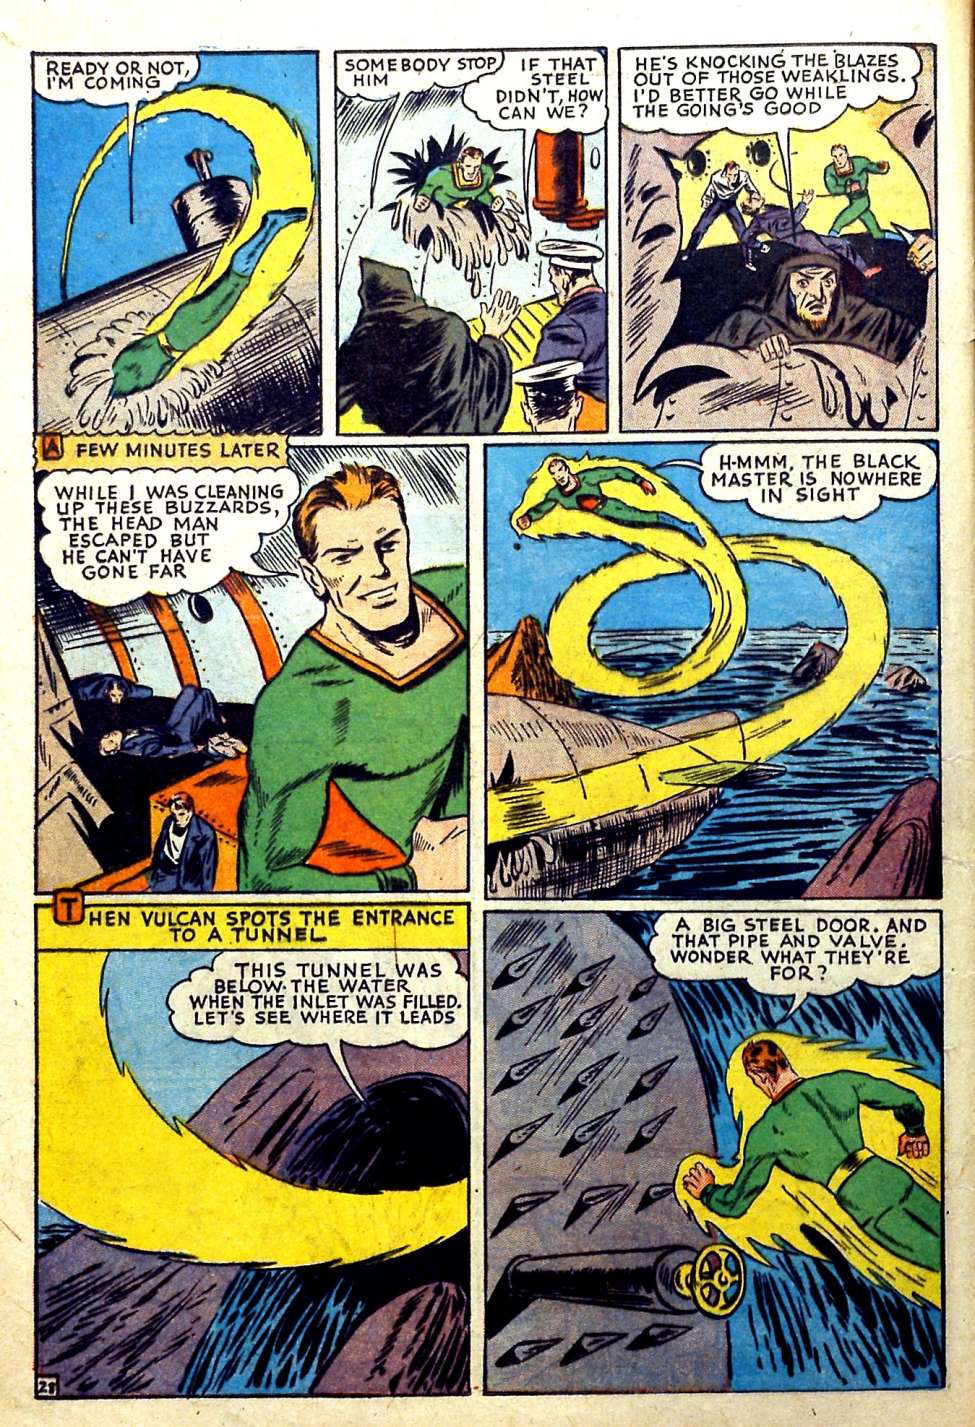 READY OR NOT,
I'M COMING
SOMEBODY STOP
HIM
IF THAT
STEEL
DIDN'T, HOW
CAN WE?
HE'S KNOCKING THE BLAZES
OUT OF THOSE WEAKLINGS.
I'D BETTER GO WHILE
THE GOING'S GOOD
A FEW MINUTES LATER
WHILE I WAS CLEANING
UP THESE BUZZARDS,
THE HEAD MAN
ESCAPED BUT
HE CAN'T HAVE
GONE FAR
H-MMM, THE BLACK
MASTER IS NOWHERE
IN SIGHT
THEN VULCAN SPOTS THE ENTRANCE
TO A TUNNEL
THIS TUNNEL WAS
BELOW THE WATER
WHEN THE INLET WAS FILLED.
LET'S SEE WHERE IT LEADS
A BIG STEEL DOOR. AND
THAT PIPE AND VALVE.
WONDER WHAT THEY'RE
FOR?